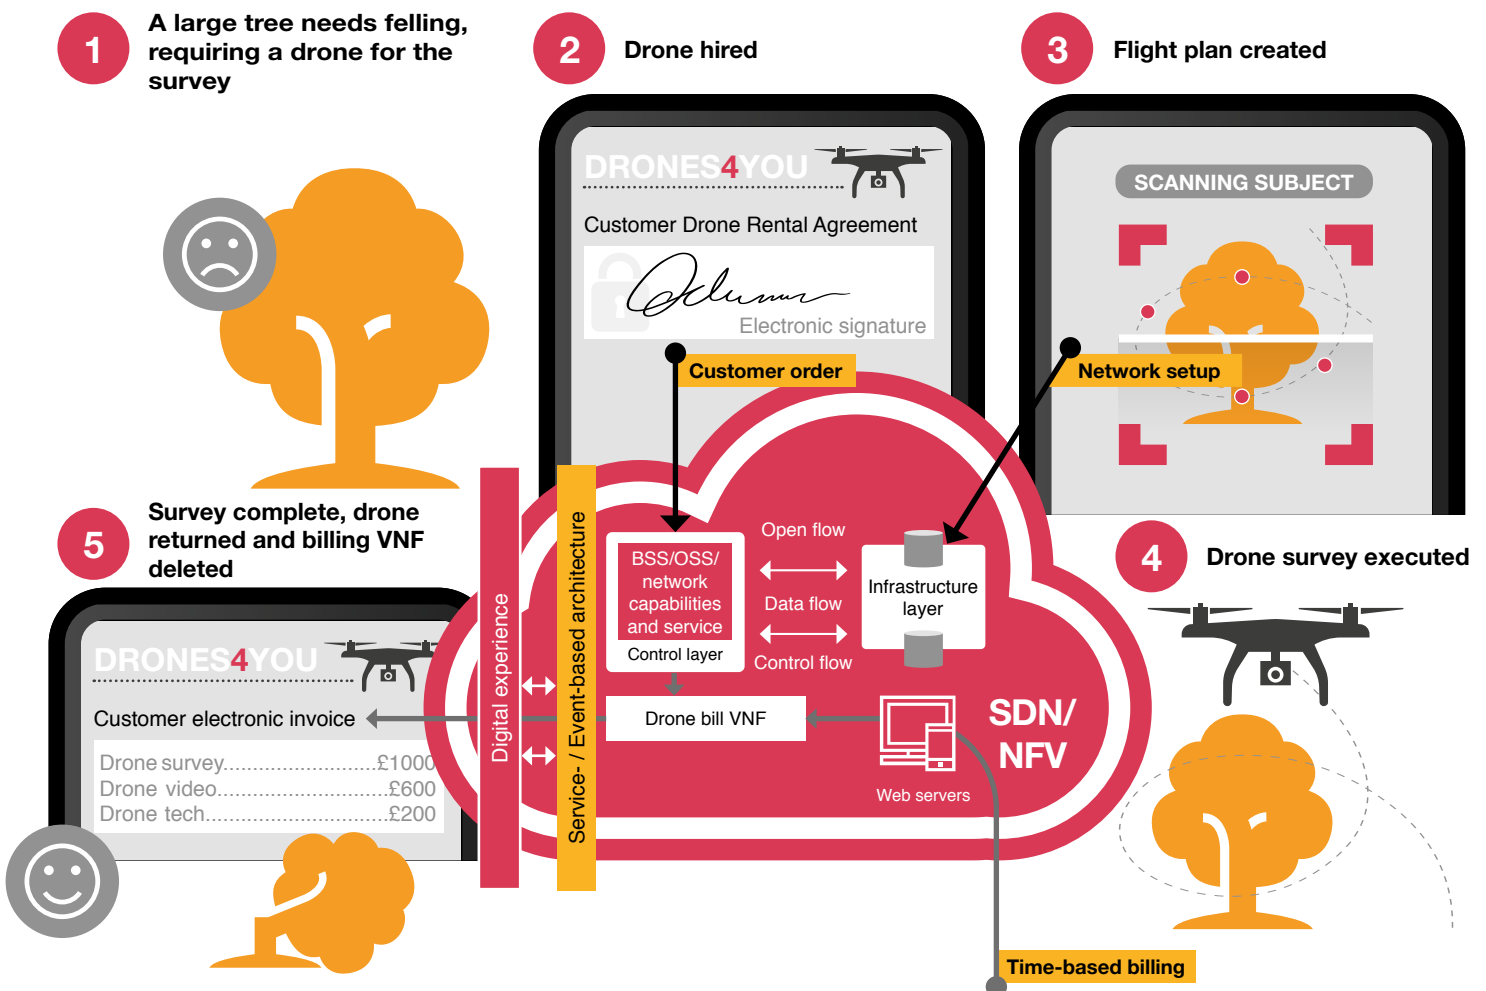 1
A large tree needs felling,
requiring a drone for the
survey
2
Drone hired
3
Flight plan created
DRONES4YOU
Customer Drone Rental Agreement
Electronic signature
Customer order
SCANNING SUBJECT
Network setup
5
Survey complete, drone
returned and billing VNF
deleted
DRONES4YOU
Customer electronic invoice
Drone survey........................£1000
Drone video...........................£600
Drone tech.............................£200
Digital experience
Service- / Event-based architecture
BSS/OSS/
network
capabilities
and service
Control layer
Open flow
Data flow
Control flow
Infrastructure
layer
Drone bill VNF
Web servers
SDN/
NFV
4
Drone survey executed
Time-based billing